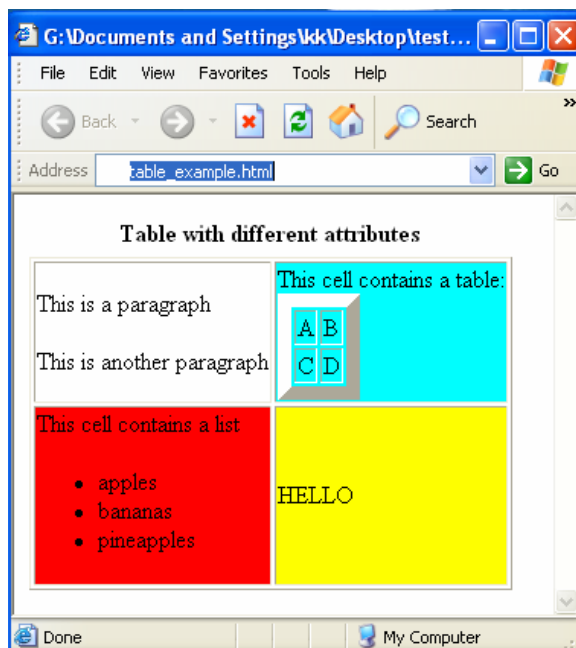 G:\Documents and Settings\kk\Desktop\test...
File Edit View Favorites Tools Help
Back Search
Address table_example.html Go
Table with different attributes
This is a paragraph
This is another paragraph
This cell contains a table:
A B
C D
This cell contains a list
apples
bananas
pineapples
HELLO
Done My Computer